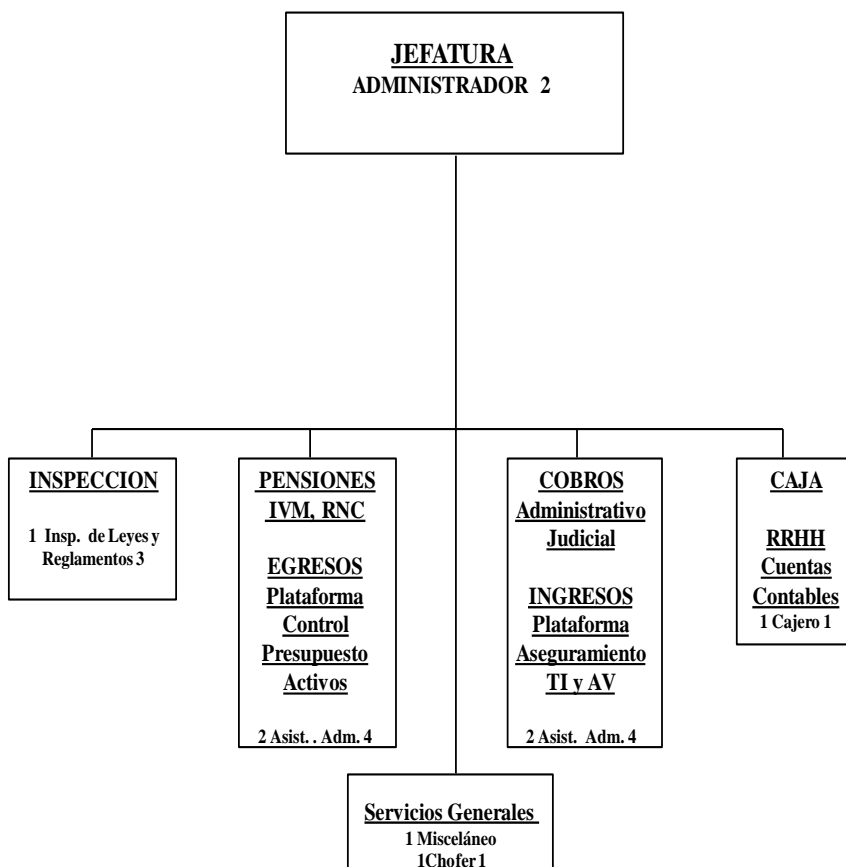 JEFATURA
ADMINISTRADOR 2
INSPECCION
1 Insp. de Leyes y
Reglamentos 3
PENSIONES
IVM, RNC
EGRESOS
Plataforma
Control
Presupuesto
Activos
2 Asist. . Adm. 4
COBROS
Administrativo
Judicial
INGRESOS
Plataforma
Aseguramiento
TI y AV
2 Asist. Adm. 4
CAJA
RRHH
Cuentas
Contables
1 Cajero 1
Servicios Generales
1 Misceláneo
1Chofer 1